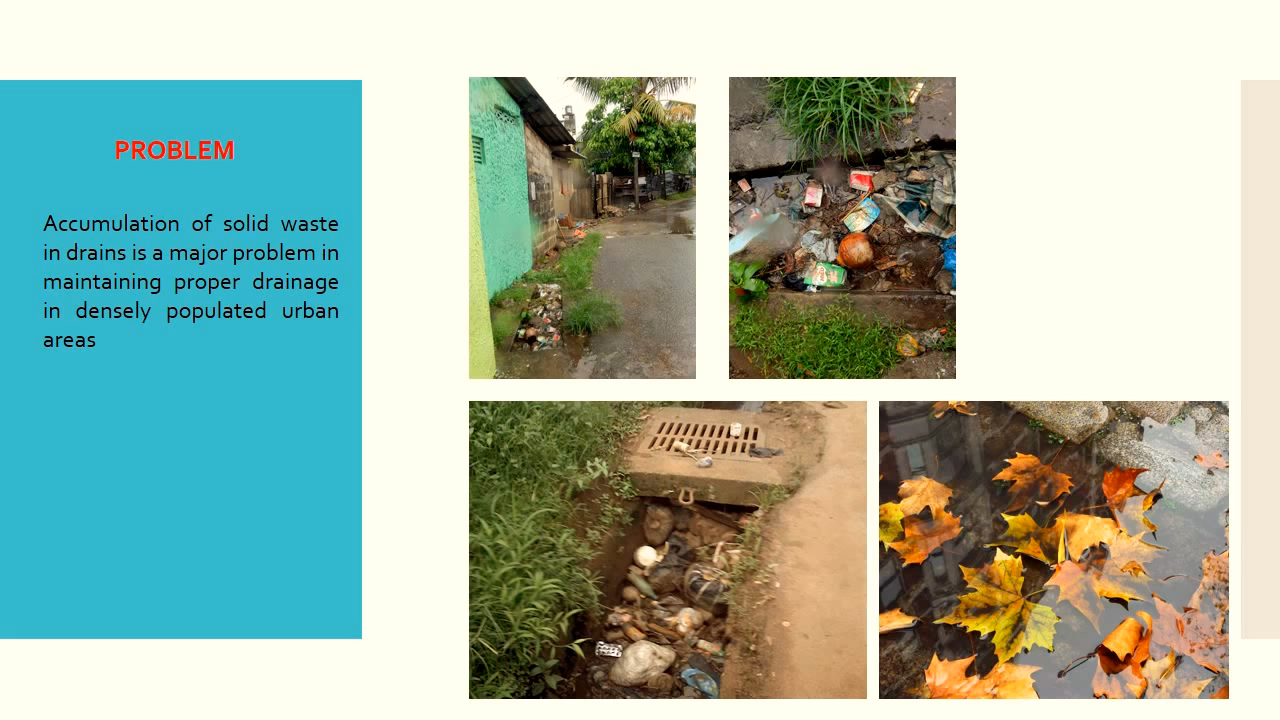 PROBLEM
Accumulation of solid waste
in drains is a major problem in
maintaining proper drainage
in densely populated urban
areas